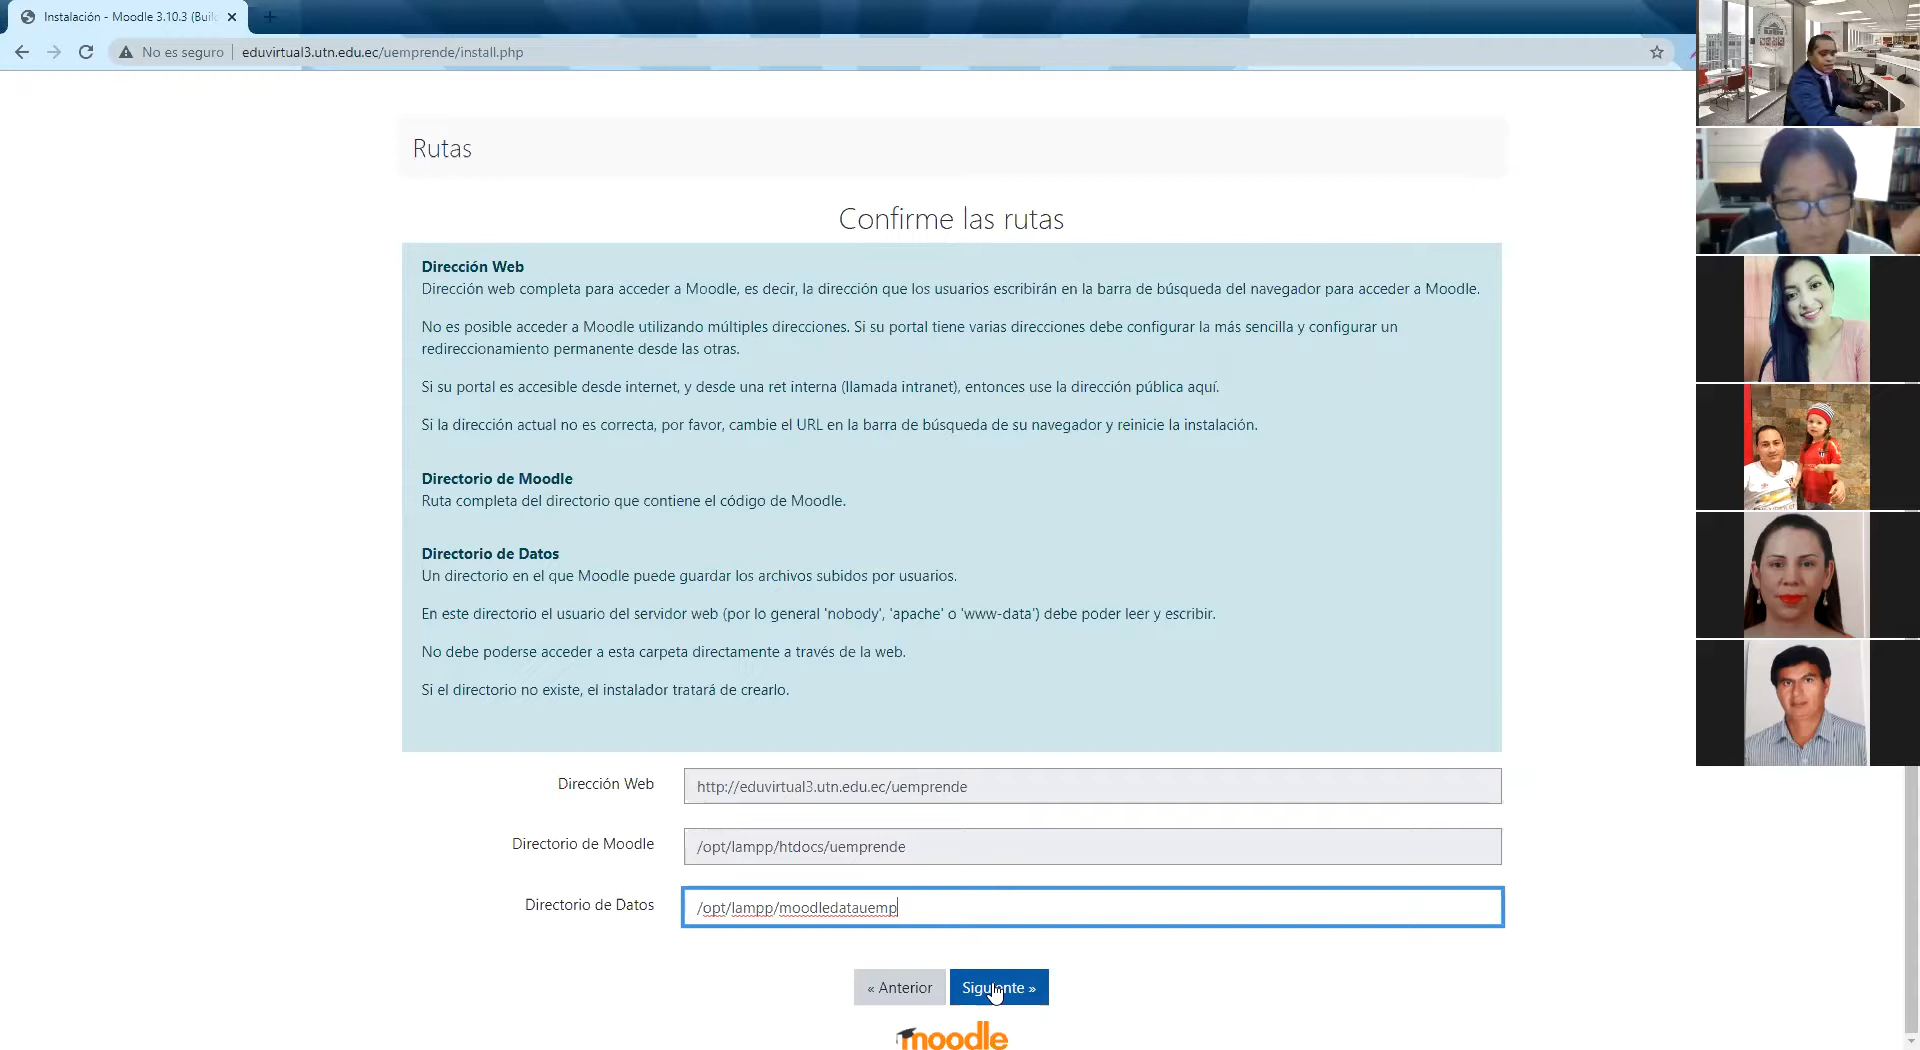 Instalación - Moodle 3.10.3 (Buil
No es seguro
eduvirtual3.utn.edu.ec/uemprende/install.php
Rutas
Confirme las rutas
Dirección Web
Dirección web completa para acceder a Moodle, es decir, la dirección que los usuarios escribirán en la barra de búsqueda del navegador para acceder a Moodle.
No es posible acceder a Moodle utilizando múltiples direcciones. Si su portal tiene varias direcciones debe configurar la más sencilla y configurar un
redireccionamiento permanente desde las otras.
Si su portal es accesible desde internet, y desde una ret interna (llamada intranet), entonces use la dirección pública aquí.
Si la dirección actual no es correcta, por favor, cambie el URL en la barra de búsqueda de su navegador y reinicie la instalación.
Directorio de Moodle
Ruta completa del directorio que contiene el código de Moodle.
Directorio de Datos
Un directorio en el que Moodle puede guardar los archivos subidos por usuarios.
En este directorio el usuario del servidor web (por lo general 'nobody', 'apache' o 'www-data') debe poder leer y escribir.
No debe poderse acceder a esta carpeta directamente a través de la web.
Si el directorio no existe, el instalador tratará de crearlo.
Dirección Web
http://eduvirtual3.utn.edu.ec/uemprende
Directorio de Moodle
/opt/lampp/htdocs/uemprende
Directorio de Datos
/opt/lampp/moodledatauemp
« Anterior
Siguiente »
moodle